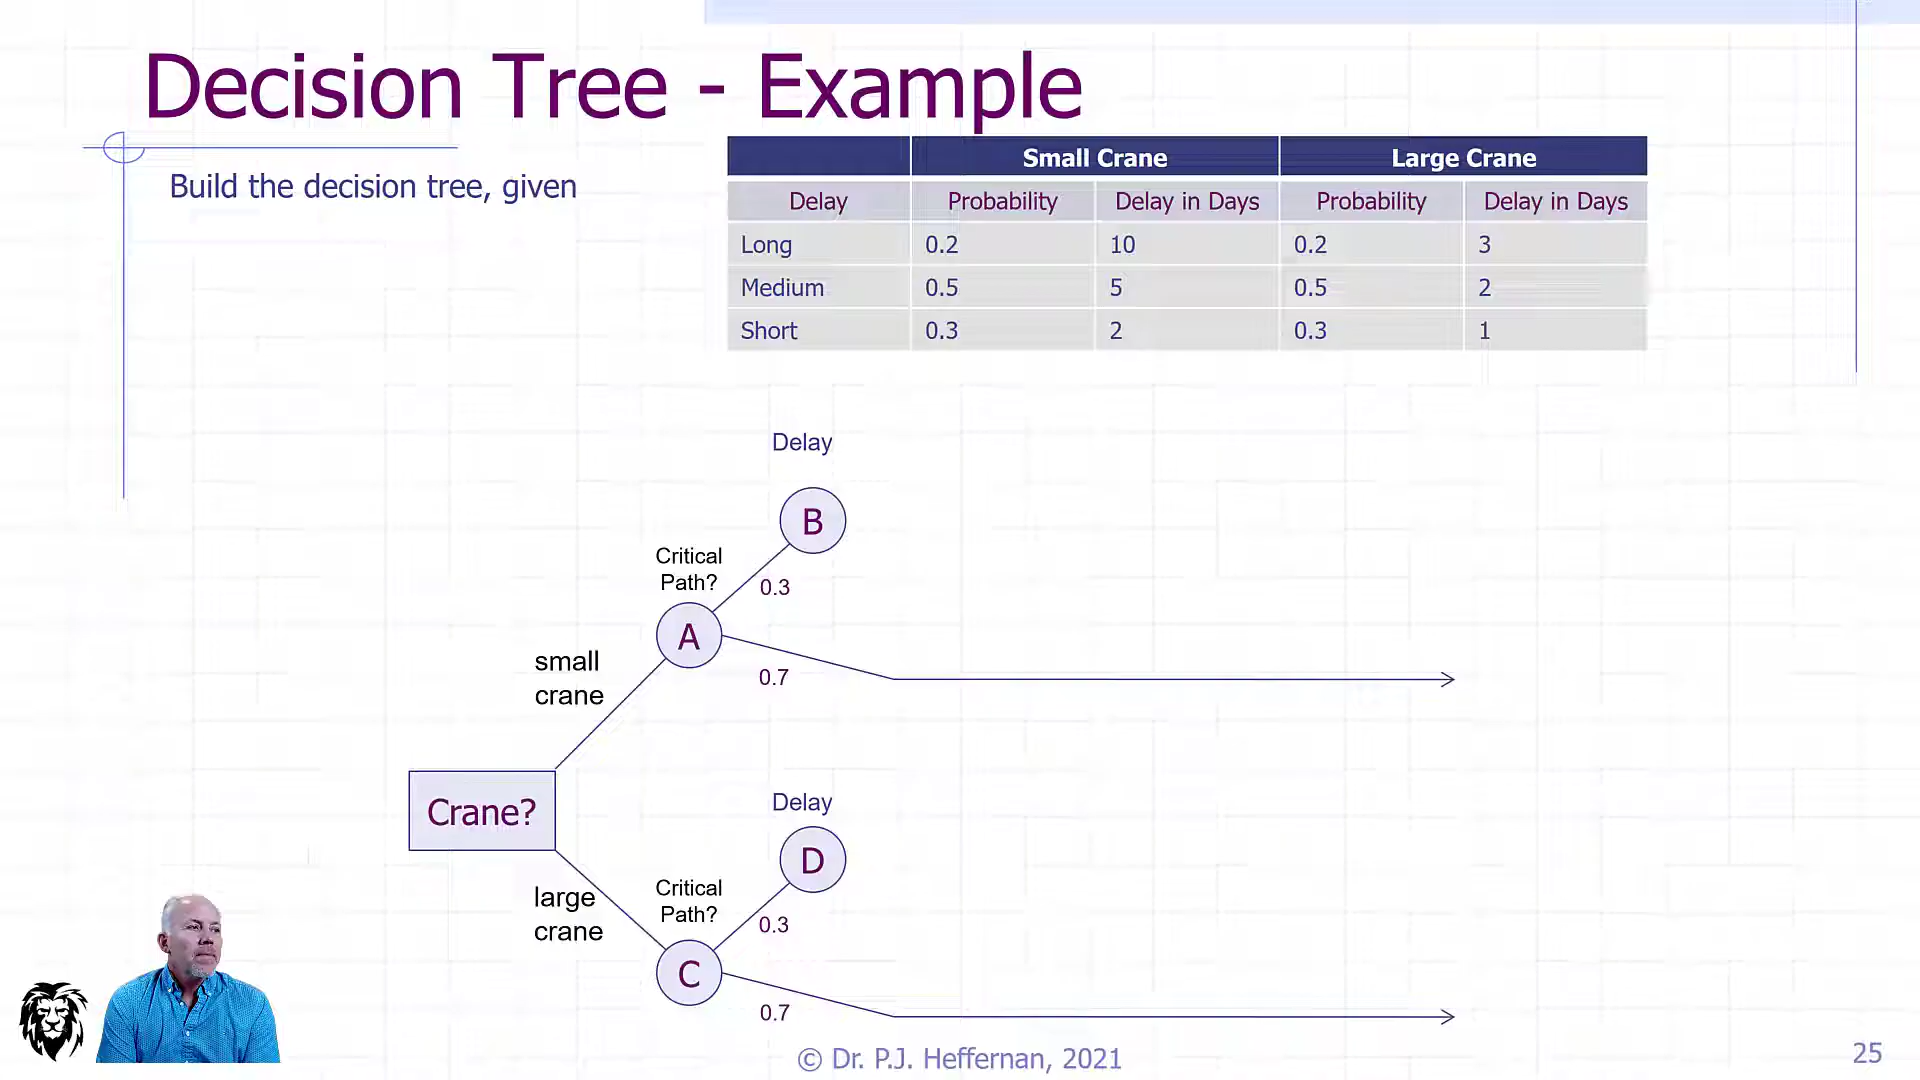 Decision Tree - Example
Build the decision tree, given
Small Crane Large Crane
Delay Probability Delay in Days Probability Delay in Days
Long 0.2 10 0.2 3
Medium 0.5 5 0.5 2
Short 0.3 2 0.3 1
Delay
B
Critical
Path?
0.3
A
0.7
small
crane
Crane?
large
crane
Delay
D
Critical
Path?
0.3
C
0.7
© Dr. P.J. Heffernan, 2021
25